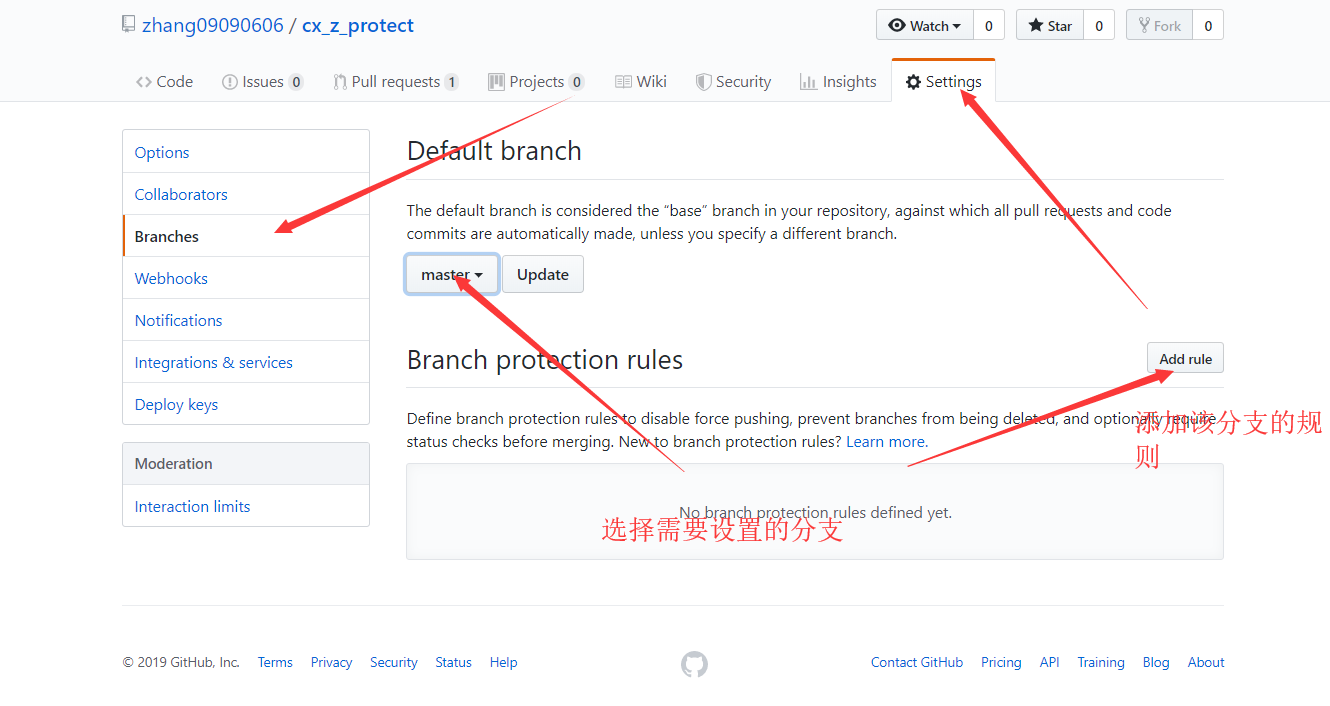 zhang09090606 / cx_z_protect
Watch 0 Star 0 Fork 0
Code Issues 0 Pull requests 1 Projects 0 Wiki Security Insights Settings
Options
Collaborators
Branches
Webhooks
Notifications
Integrations & services
Deploy keys
Moderation
Interaction limits
Default branch
The default branch is considered the “base” branch in your repository, against which all pull requests and code
commits are automatically made, unless you specify a different branch.
master Update
Branch protection rules
Add rule
Define branch protection rules to disable force pushing, prevent branches from being deleted, and optionally require
status checks before merging. New to branch protection rules? Learn more.
添加该分支的规
则
No branch protection rules defined yet.
选择需要设置的分支
© 2019 GitHub, Inc. Terms Privacy Security Status Help
Contact GitHub Pricing API Training Blog About